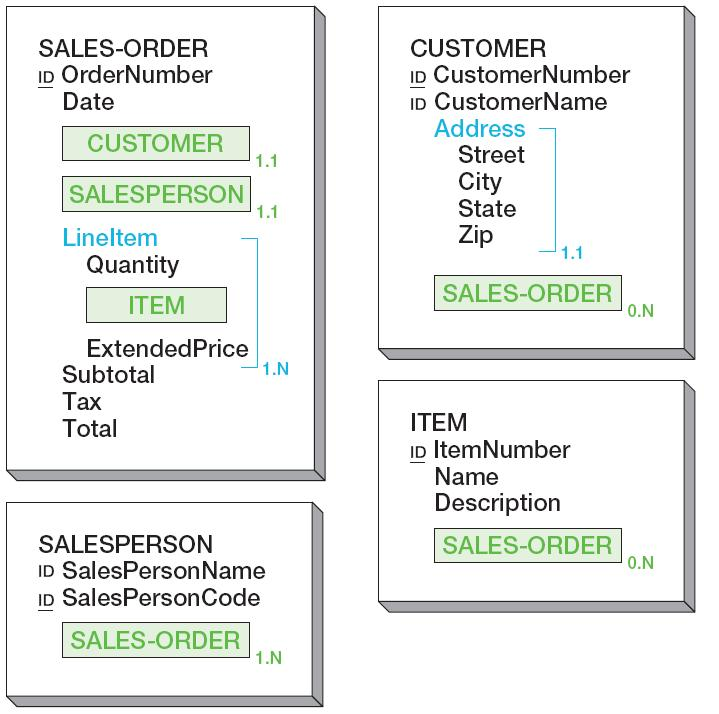 SALES-ORDER
ID OrderNumber
Date
CUSTOMER 1.1
SALESPERSON 1.1
LineItem
Quantity
ITEM
ExtendedPrice 1.N
Subtotal
Tax
Total
CUSTOMER
ID CustomerNumber
ID CustomerName
Address
Street
City
State
Zip
1.1
SALES-ORDER 0.N
SALESPERSON
ID SalesPersonName
ID SalesPersonCode
SALES-ORDER 1.N
ITEM
ID ItemNumber
Name
Description
SALES-ORDER 0.N